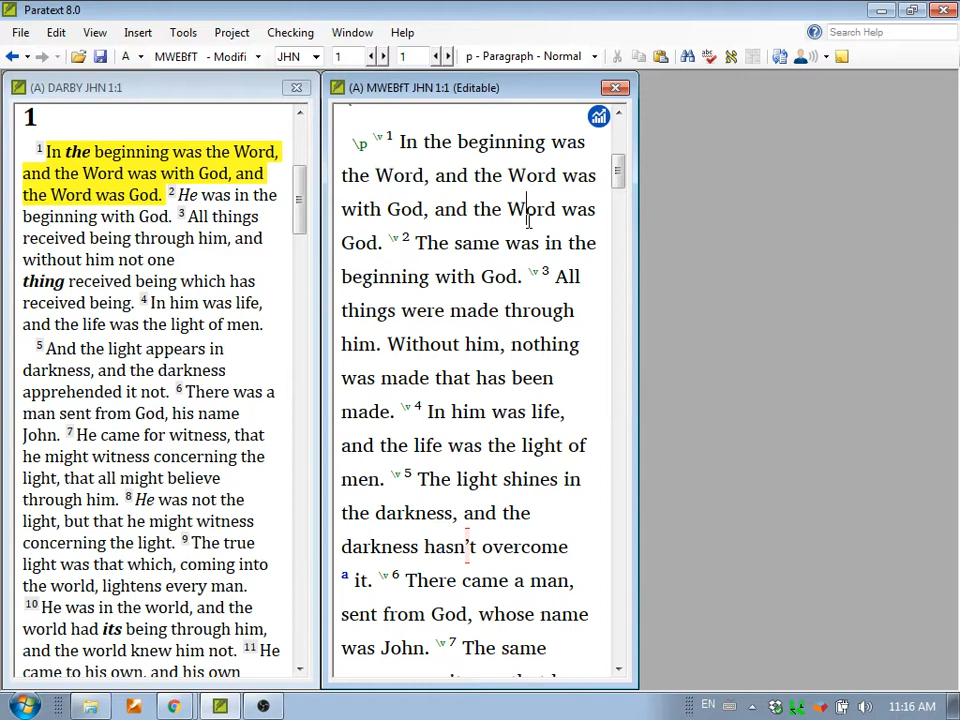 Paratext 8.0
File Edit View Insert Tools Project Checking Window Help
A MWEBfT - Modifi JHN 1 1 p - Paragraph - Normal Search Help
(A) DARBY JHN 1:1
1
1 In the beginning was the Word,
and the Word was with God, and
the Word was God. 2 He was in the
beginning with God. 3 All things
received being through him, and
without him not one
thing received being which has
received being. 4 In him was life,
and the life was the light of men.
5 And the light appears in
darkness, and the darkness
apprehended it not. 6 There was a
man sent from God, his name
John. 7 He came for witness, that
he might witness concerning the
light, that all might believe
through him. 8 He was not the
light, but that he might witness
concerning the light. 9 The true
light was that which, coming into
the world, lightens every man.
10 He was in the world, and the
world had its being through him,
and the world knew him not. 11 He
came to his own, and his own
(A) MWEBfT JHN 1:1 (Editable)
\p \v 1 In the beginning was
the Word, and the Word was
with God, and the Word was
God. \v 2 The same was in the
beginning with God. \v 3 All
things were made through
him. Without him, nothing
was made that has been
made. \v 4 In him was life,
and the life was the light of
men. \v 5 The light shines in
the darkness, and the
darkness hasn’t overcome
a it. \v 6 There came a man,
sent from God, whose name
was John. \v 7 The same
EN 11:16 AM